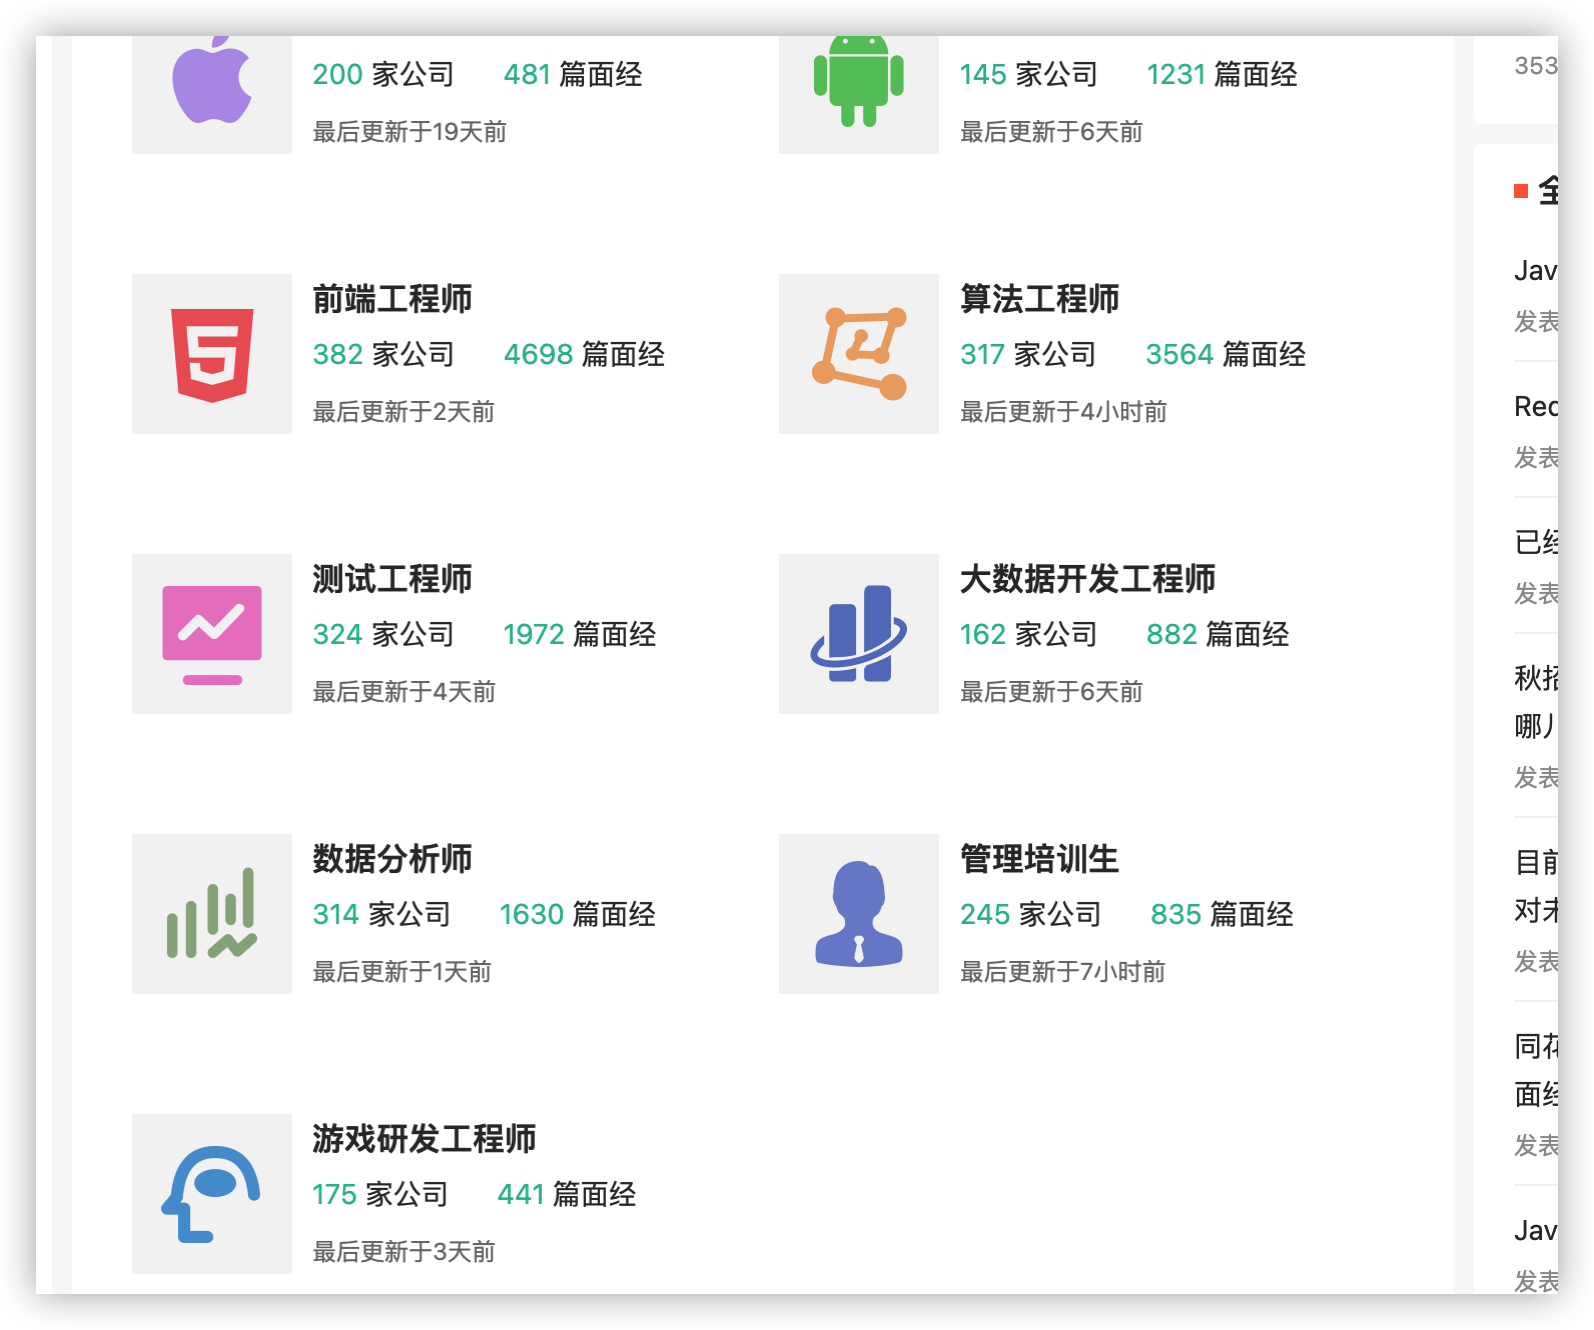 200 家公司 481 篇面经
最后更新于19天前
145 家公司 1231 篇面经
最后更新于6天前
前端工程师
382 家公司 4698 篇面经
最后更新于2天前
算法工程师
317 家公司 3564 篇面经
最后更新于4小时前
测试工程师
324 家公司 1972 篇面经
最后更新于4天前
大数据开发工程师
162 家公司 882 篇面经
最后更新于6天前
数据分析师
314 家公司 1630 篇面经
最后更新于1天前
管理培训生
245 家公司 835 篇面经
最后更新于7小时前
游戏研发工程师
175 家公司 441 篇面经
最后更新于3天前
353
全
Jav
发表
Red
发表
已经
发表
秋招
哪儿
发表
目前
对未
发表
同花
面经
发表
Jav
发表